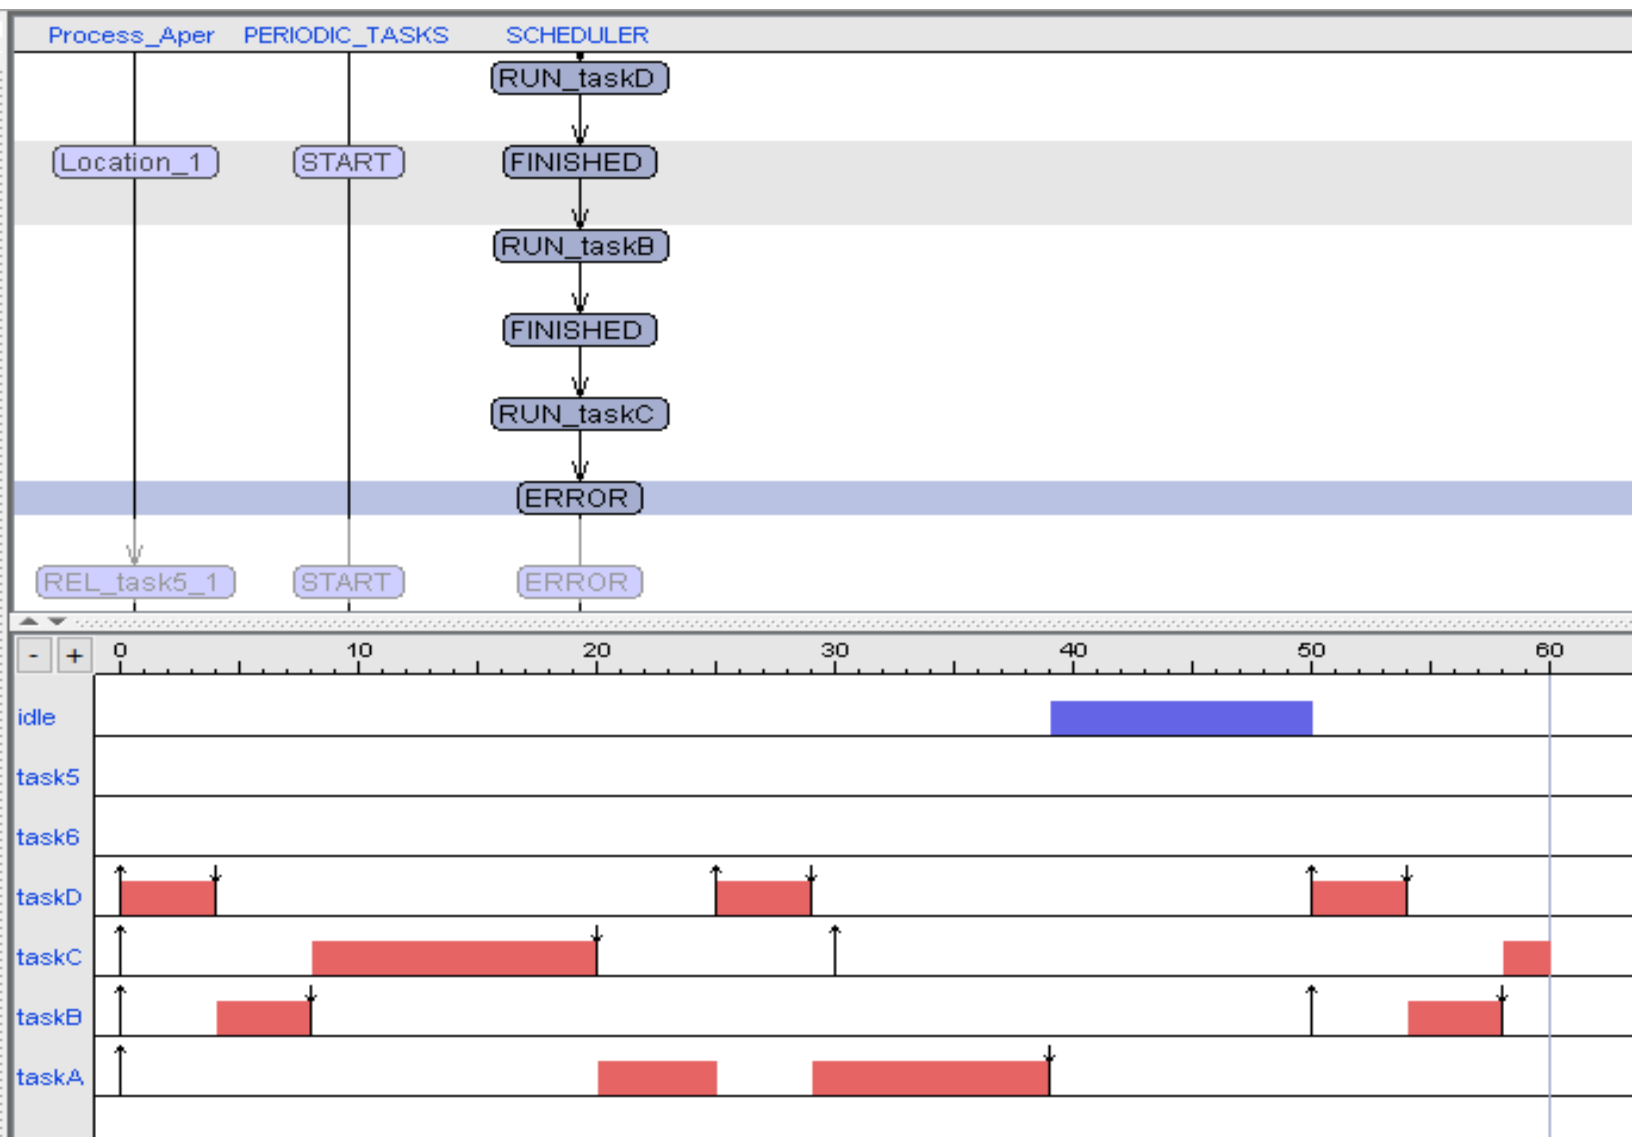 Process_Aper PERIODIC_TASKS SCHEDULER
RUN_taskD
Location_1 START FINISHED
RUN_taskB
FINISHED
RUN_taskC
ERROR
REL_task5_1 START ERROR
- + 0 10 20 30 40 50 60
idle
task5
task6
taskD
taskC
taskB
taskA